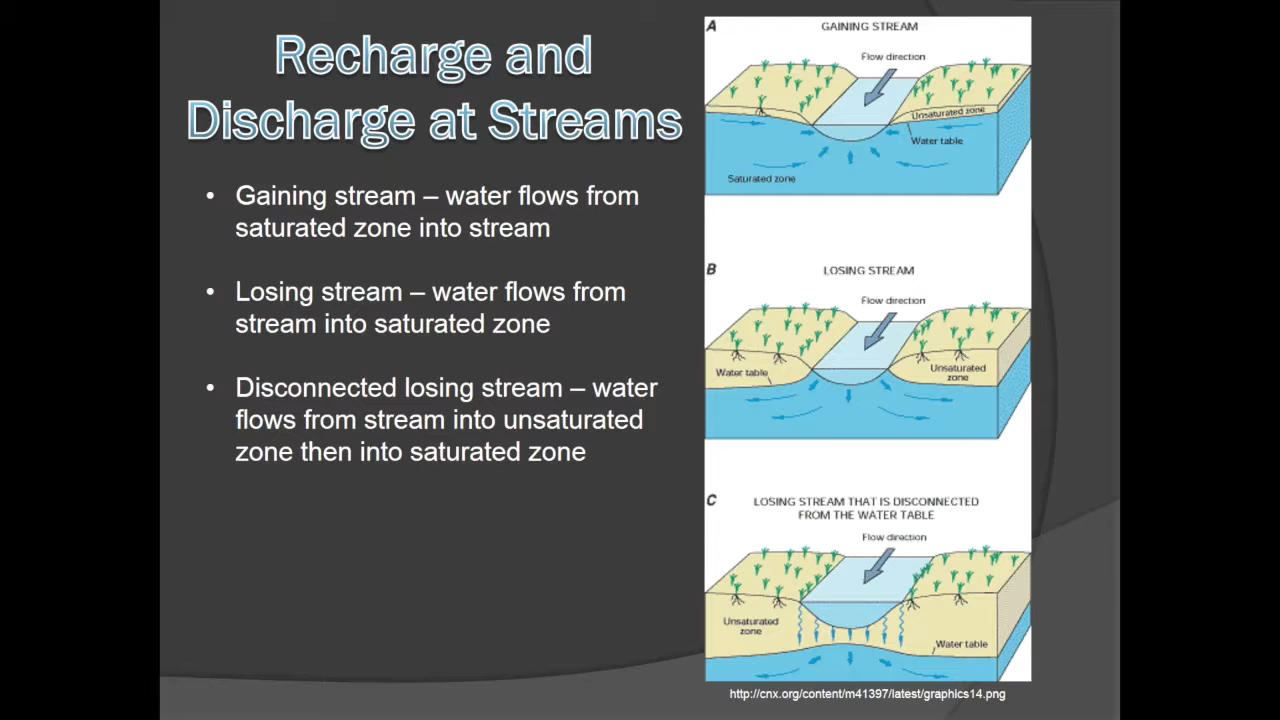 Recharge and
Discharge at Streams
• Gaining stream – water flows from
saturated zone into stream
• Losing stream – water flows from
stream into saturated zone
• Disconnected losing stream – water
flows from stream into unsaturated
zone then into saturated zone
A
GAINING STREAM
Flow direction
Unsaturated zone
Water table
Saturated zone
B
LOSING STREAM
Flow direction
Water table
Unsaturated
zone
C
LOSING STREAM THAT IS DISCONNECTED
FROM THE WATER TABLE
Flow direction
Unsaturated
zone
Water table
http://cnx.org/content/m41397/latest/graphics14.png